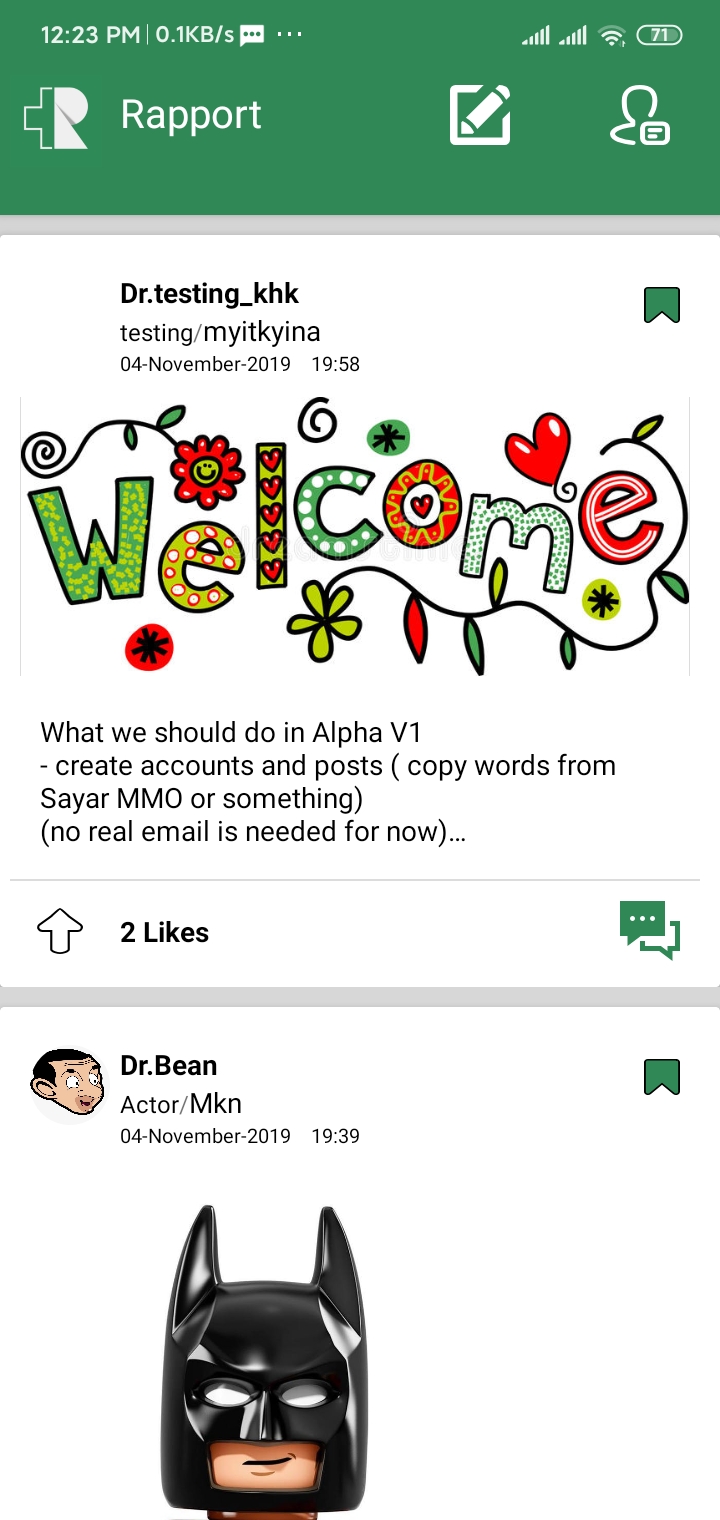 12:23 PM 0.1KB/s ...
71
Rapport
Dr.testing_khk
testing/myitkyina
04-November-2019 19:58
Welcome
What we should do in Alpha V1
- create accounts and posts ( copy words from
Sayar MMO or something)
(no real email is needed for now)...
2 Likes
Dr.Bean
Actor/Mkn
04-November-2019 19:39